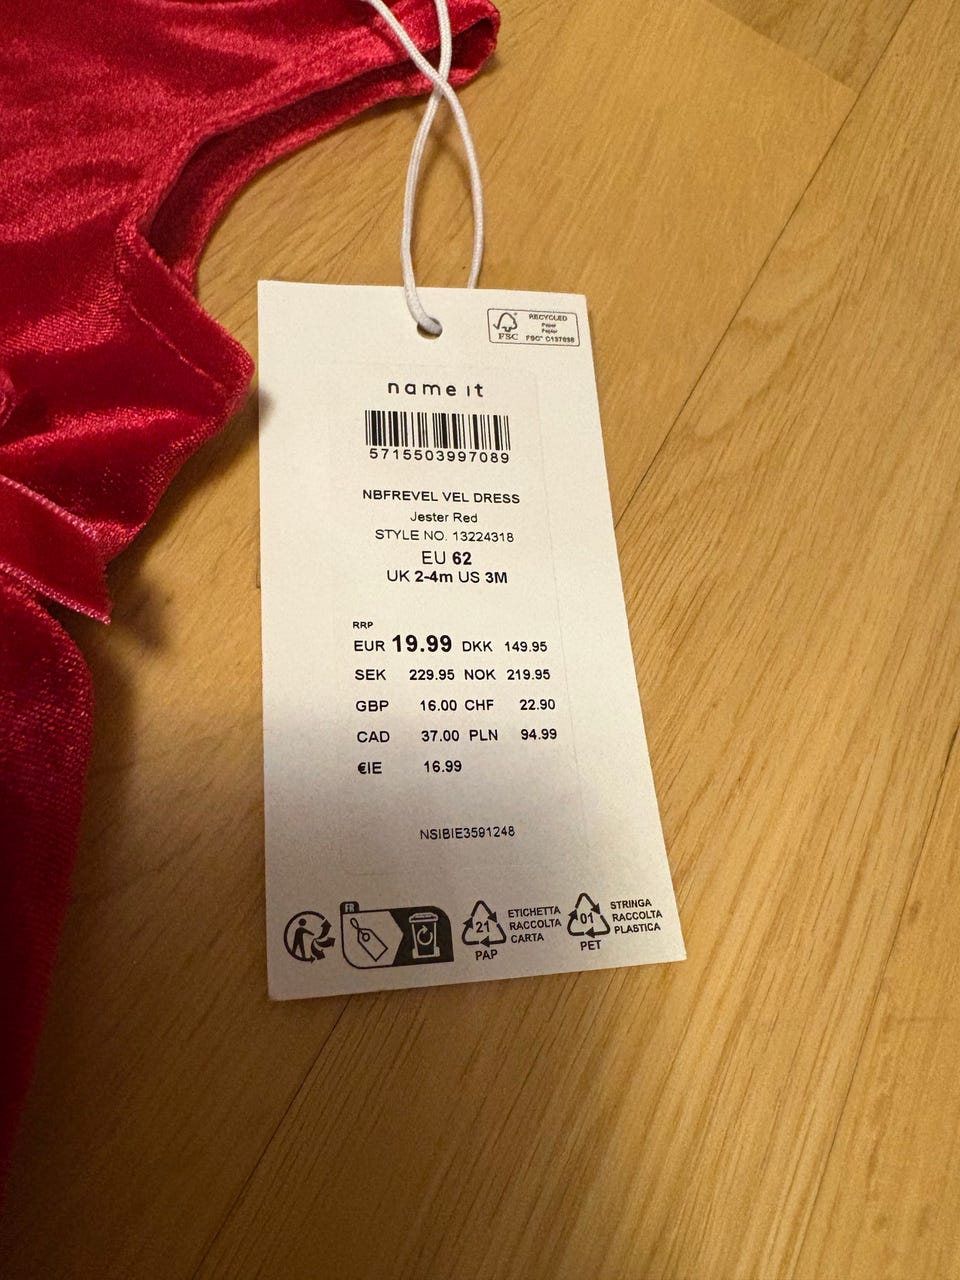 RECYCLED
Paper
Papier
FSC
FSC® C137698
name it
5715503997089
NBFREVEL VEL DRESS
Jester Red
STYLE NO. 13224318
EU 62
UK 2-4m US 3M
RRP
EUR 19.99 DKK 149.95
SEK 229.95 NOK 219.95
GBP 16.00 CHF 22.90
CAD 37.00 PLN 94.99
€IE 16.99
NSIBIE3591248
FR
21
PAP
ETICHETTA
RACCOLTA
CARTA
01
PET
STRINGA
RACCOLTA
PLASTICA